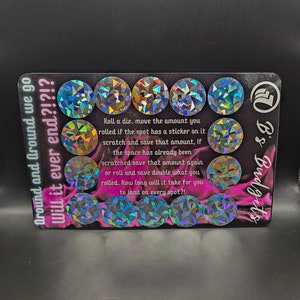 Around and Around we go
Will it ever end?!?!?
Roll a die, move the amount you
rolled if the spot has a sticker on it
scratch and save that amount, If
the space has already been
scratched save that amount again
or roll and save double what you
rolled. How long will it take for you
to land on every spot?!
B's Budgets